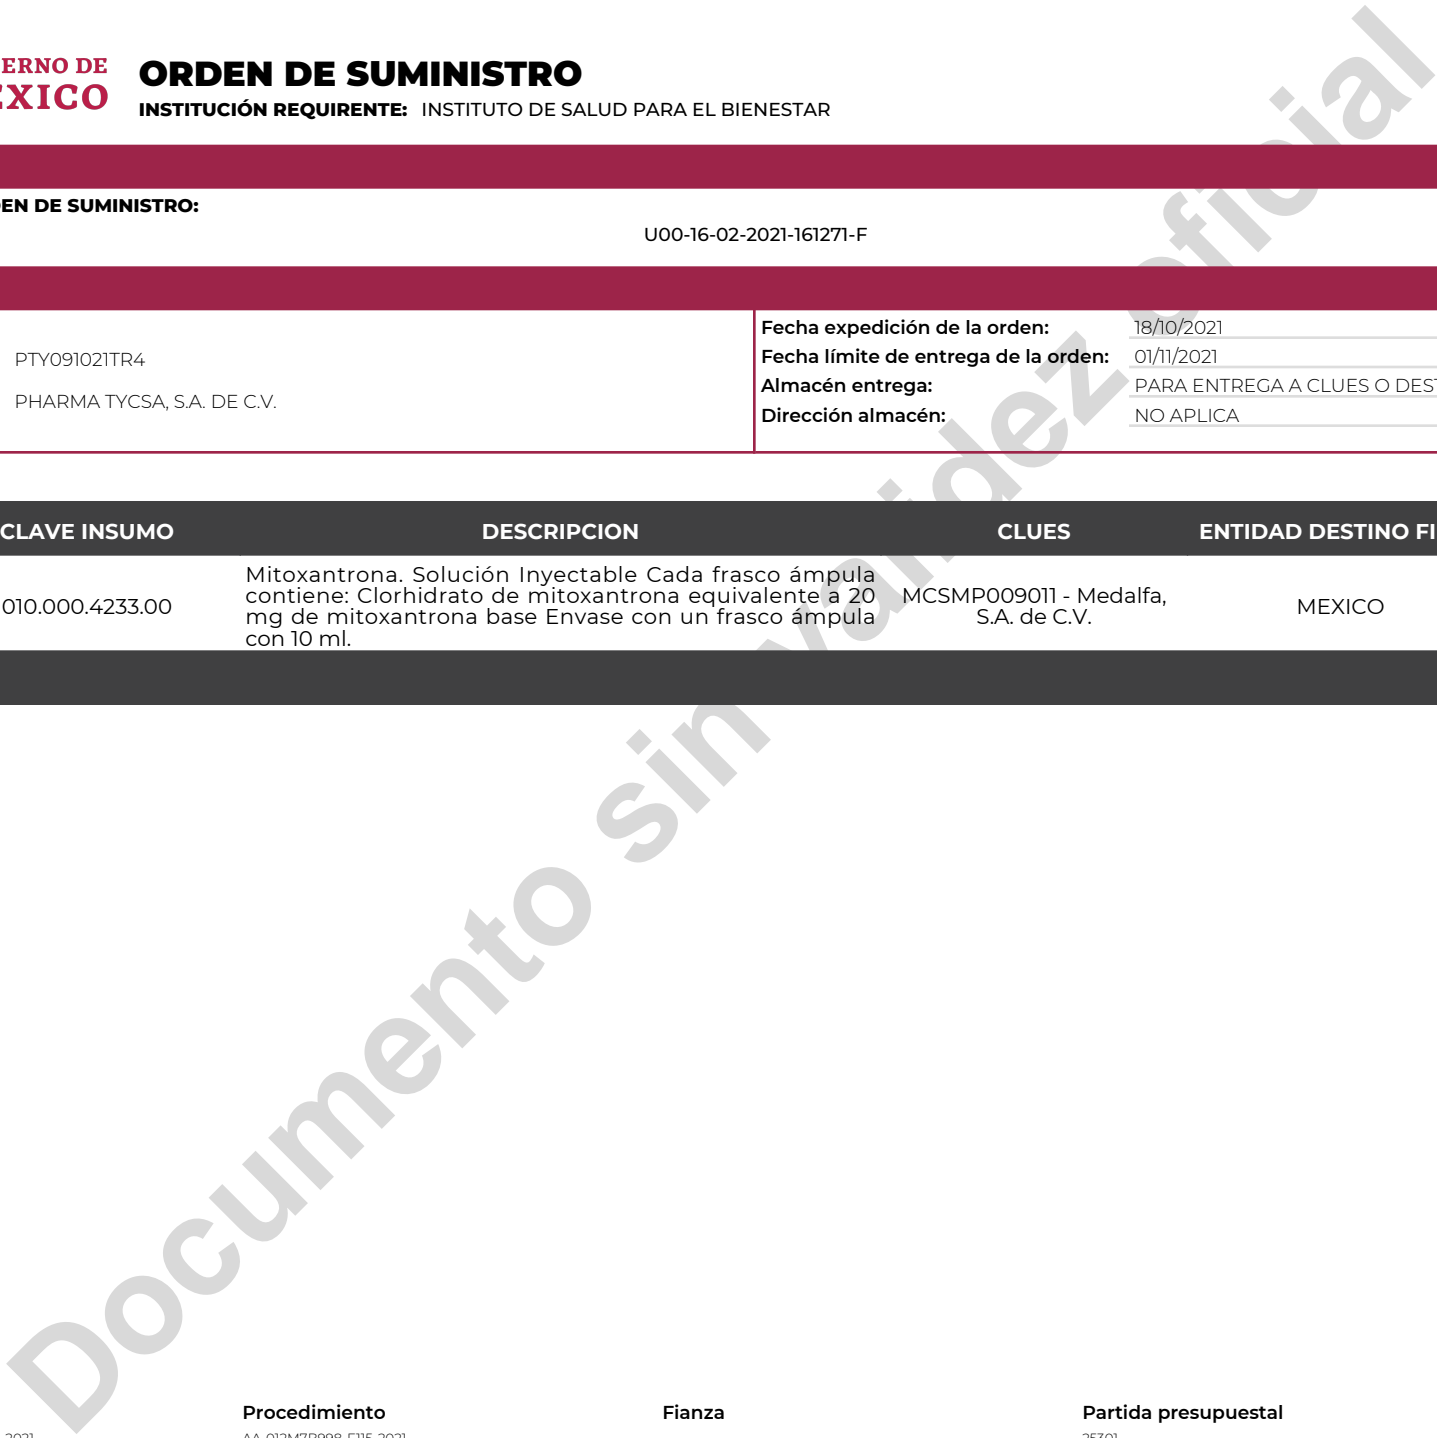 ERNO DE
ORDEN DE SUMINISTRO
INSTITUCIÓN REQUIRENTE: INSTITUTO DE SALUD PARA EL BIENESTAR
EN DE SUMINISTRO:
U00-16-02-2021-161271-F
PTY091021TR4
PHARMA TYCSA, S.A. DE C.V.
Fecha expedición de la orden: 18/10/2021
Fecha límite de entrega de la orden: 01/11/2021
Almacén entrega: PARA ENTREGA A CLUES O DES
Dirección almacén: NO APLICA
CLAVE INSUMO DESCRIPCION CLUES ENTIDAD DESTINO FI
010.000.4233.00
Mitoxantrona. Solución Inyectable Cada frasco ámpula
contiene: Clorhidrato de mitoxantrona equivalente a 20
mg de mitoxantrona base Envase con un frasco ámpula
con 10 ml.
MCSMP009011 - Medalfa,
S.A. de C.V.
MEXICO
Documento sin validez oficial
Procedimiento Fianza Partida presupuestal